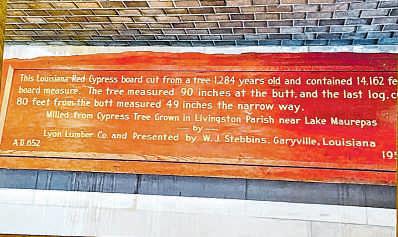 This Louisiana Red Cypress board cut from a tree 1,284 years old and contained 14,162 fe
board measure. The tree measured 90 inches at the butt, and the last log, cu
80 feet from the butt measured 49 inches the narrow way.
Milled from Cypress Tree Grown in Livingston Parish near Lake Maurepas
— by —
Lyon Lumber Co. and Presented by W. J. Stebbins, Garyville, Louisiana
A.D. 652